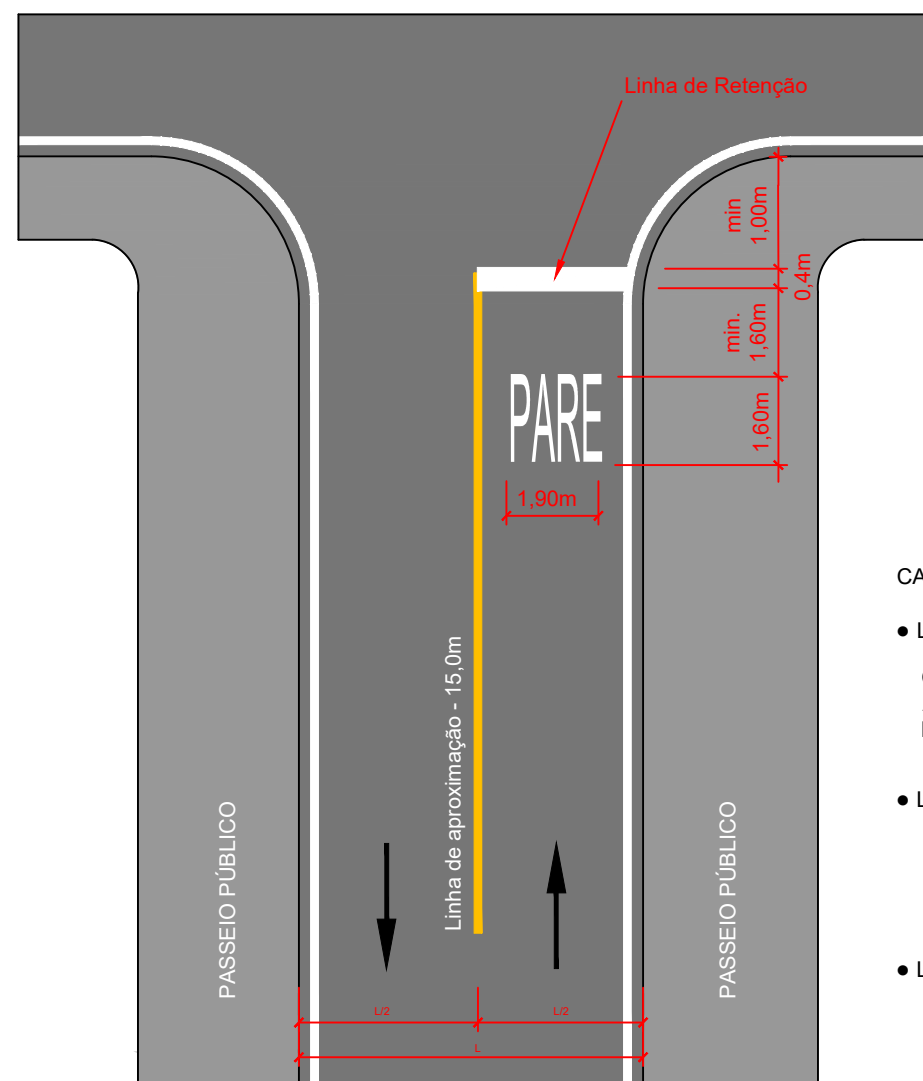 Linha de Retenção
min
1,00m
0,4m
min.
1,60m
PARE
1,60m
1,90m
CA
● L
Linha de aproximação - 15,0m
● L
PASSEIO PÚBLICO
PASSEIO PÚBLICO
● L
L/2
L/2
L